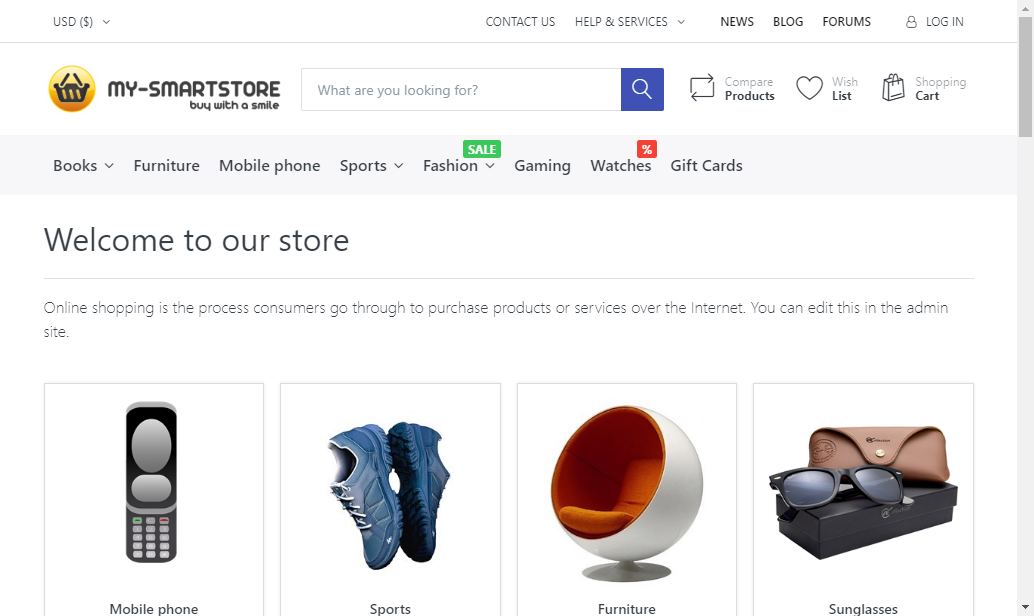 USD ($)
CONTACT US
HELP & SERVICES
NEWS
BLOG
FORUMS
LOG IN
MY-SMARTSTORE
buy with a smile
What are you looking for?
Compare
Products
Wish
List
Shopping
Cart
SALE
%
Books
Furniture
Mobile phone
Sports
Fashion
Gaming
Watches
Gift Cards
Welcome to our store
Online shopping is the process consumers go through to purchase products or services over the Internet. You can edit this in the admin
site.
Mobile phone
Sports
Furniture
Sunglasses